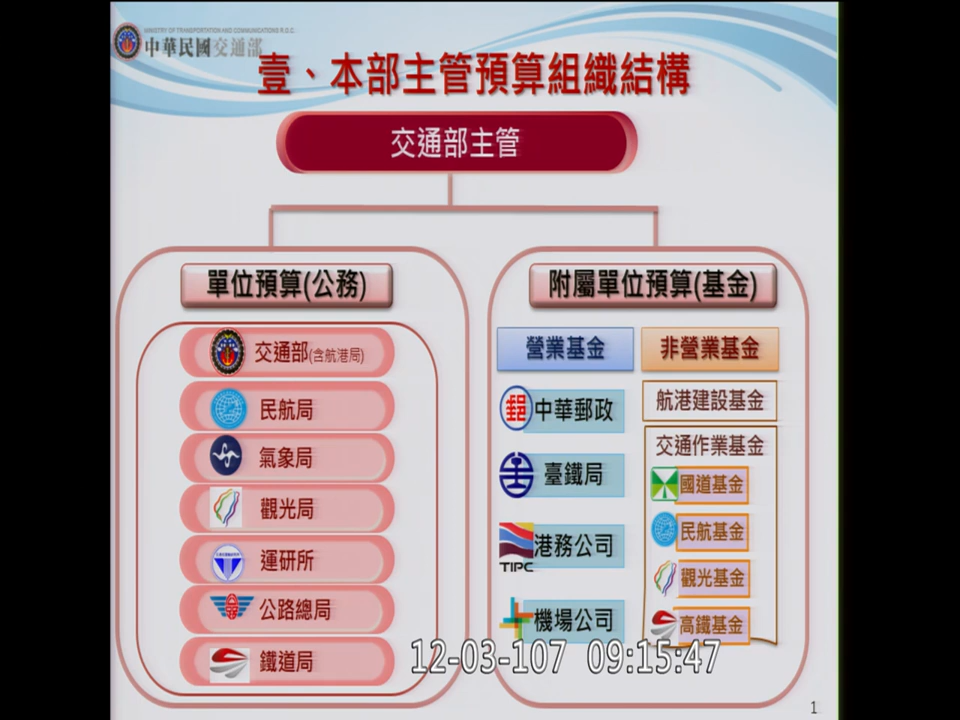 MINISTRY OF TRANSPORTATION AND COMMUNICATIONS R.O.C.
中華民國交通部
壹、本部主管預算組織結構
交通部主管
單位預算(公務)
交通部(含航港局)
民航局
氣象局
觀光局
運研所
公路總局
鐵道局
附屬單位預算(基金)
營業基金
郵 中華郵政
臺鐵局
港務公司
TIPC
機場公司
非營業基金
航港建設基金
交通作業基金
國道基金
民航基金
觀光基金
高鐵基金
12-03-107 09:15:47
1